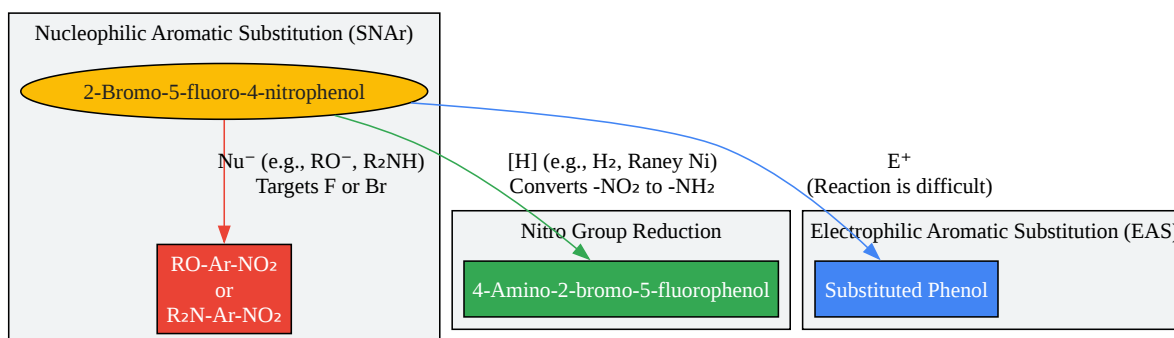 Nucleophilic Aromatic Substitution (SNAr)
2-Bromo-5-fluoro-4-nitrophenol
Nu⁻ (e.g., RO⁻, R₂NH)
Targets F or Br
[H] (e.g., H₂, Raney Ni)
Converts -NO₂ to -NH₂
E⁺
(Reaction is difficult)
RO-Ar-NO₂
or
R₂N-Ar-NO₂
Nitro Group Reduction
4-Amino-2-bromo-5-fluorophenol
Electrophilic Aromatic Substitution (EAS)
Substituted Phenol